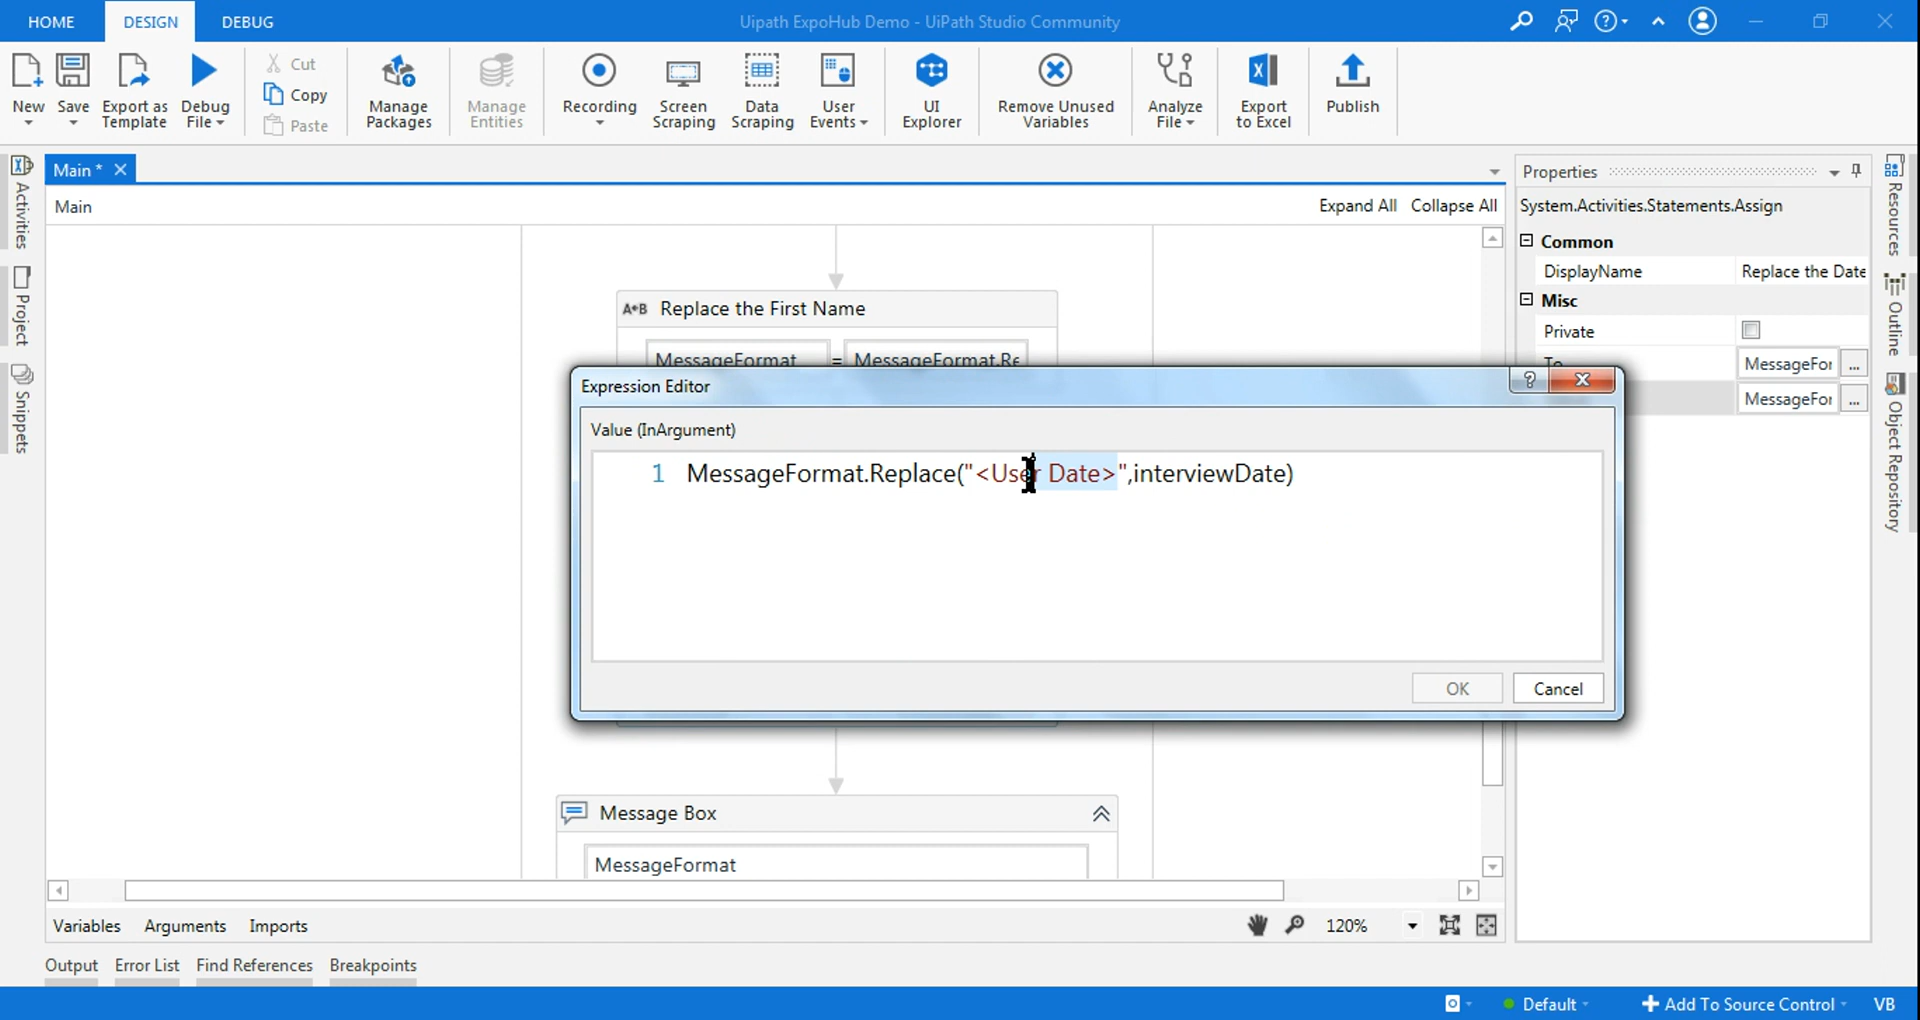 HOME DESIGN DEBUG
Uipath ExpoHub Demo - UiPath Studio Community
New Save Export as Template Debug File
Cut
Copy
Paste
Manage Packages
Manage Entities
Recording
Screen Scraping
Data Scraping
User Events
UI Explorer
Remove Unused Variables
Analyze File
Export to Excel
Publish
Activities
Project
Snippets
Main *
Main
Expand All Collapse All
A+B Replace the First Name
MessageFormat = MessageFormat.Re
Expression Editor
Value (InArgument)
1 MessageFormat.Replace("<User Date>",interviewDate)
OK Cancel
Message Box
MessageFormat
Properties
System.Activities.Statements.Assign
Common
DisplayName Replace the Date
Misc
Private
To MessageFor ...
MessageFor ...
Resources
Outline
Object Repository
Variables Arguments Imports
120%
Output Error List Find References Breakpoints
Default
Add To Source Control
VB